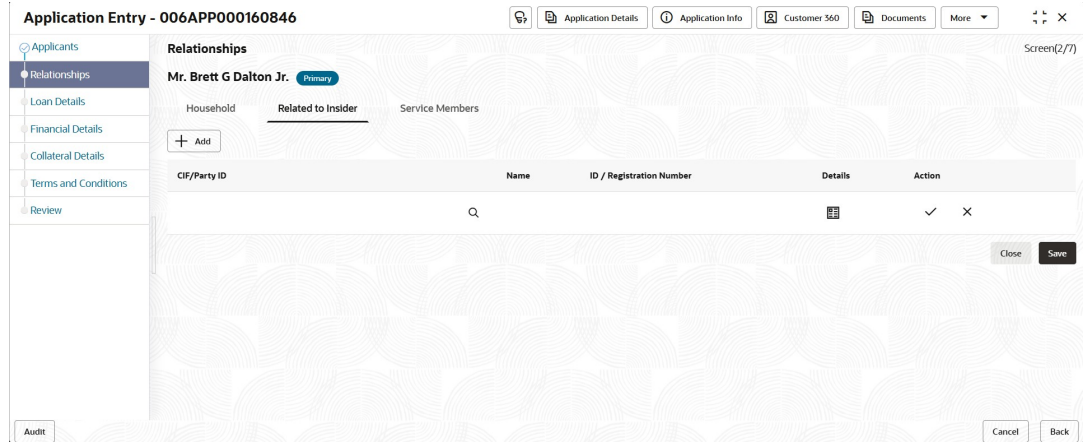 Application Entry - 006APP000160846
Application Details
Application Info
Customer 360
Documents
More
Applicants
Relationships
Loan Details
Financial Details
Collateral Details
Terms and Conditions
Review
Relationships
Screen(2/7)
Mr. Brett G Dalton Jr. Primary
Household Related to Insider Service Members
+ Add
CIF/Party ID Name ID / Registration Number Details Action
Close Save
Audit Cancel Back